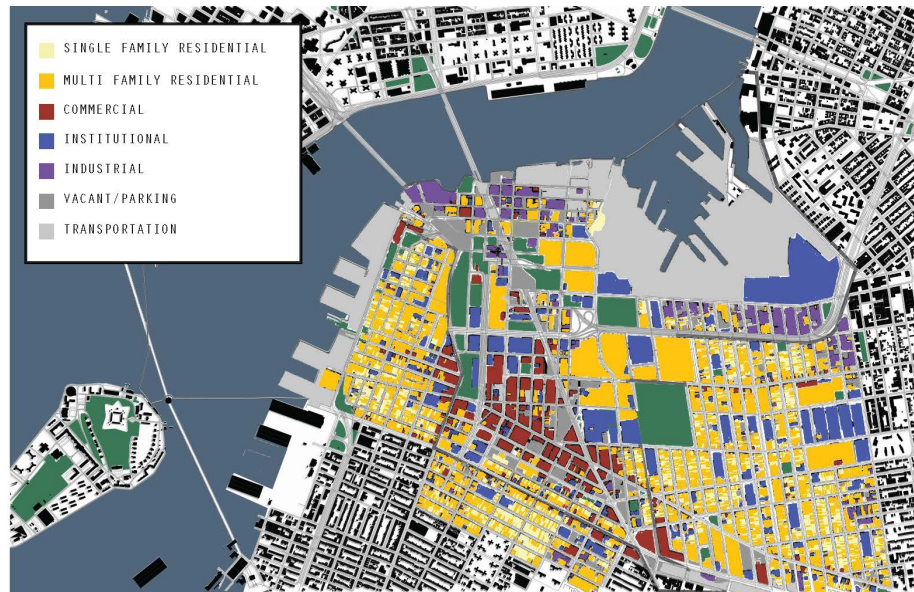 SINGLE FAMILY RESIDENTIAL
MULTI FAMILY RESIDENTIAL
COMMERCIAL
INSTITUTIONAL
INDUSTRIAL
VACANT/PARKING
TRANSPORTATION